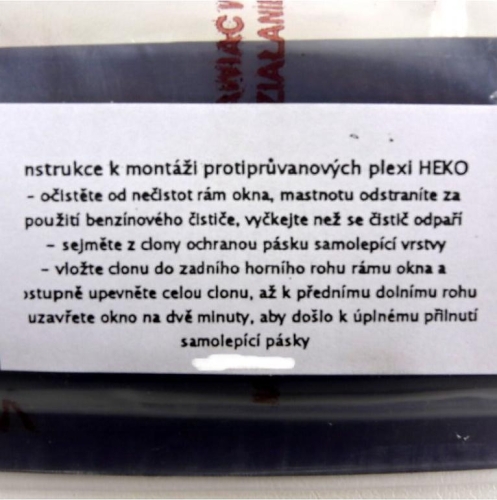 nstrukce k montáži protiprůvanových plexi HEKO
- očistěte od nečistot rám okna, mastnotu odstraníte za
použití benzínového čističe, vyčkejte než se čistič odpaří
- sejměte z clony ochranou pásku samolepící vrstvy
- vložte clonu do zadního horního rohu rámu okna a
ostupně upevněte celou clonu, až k přednímu dolnímu rohu
uzavřete okno na dvě minuty, aby došlo k úplnému přilnutí
samolepící pásky